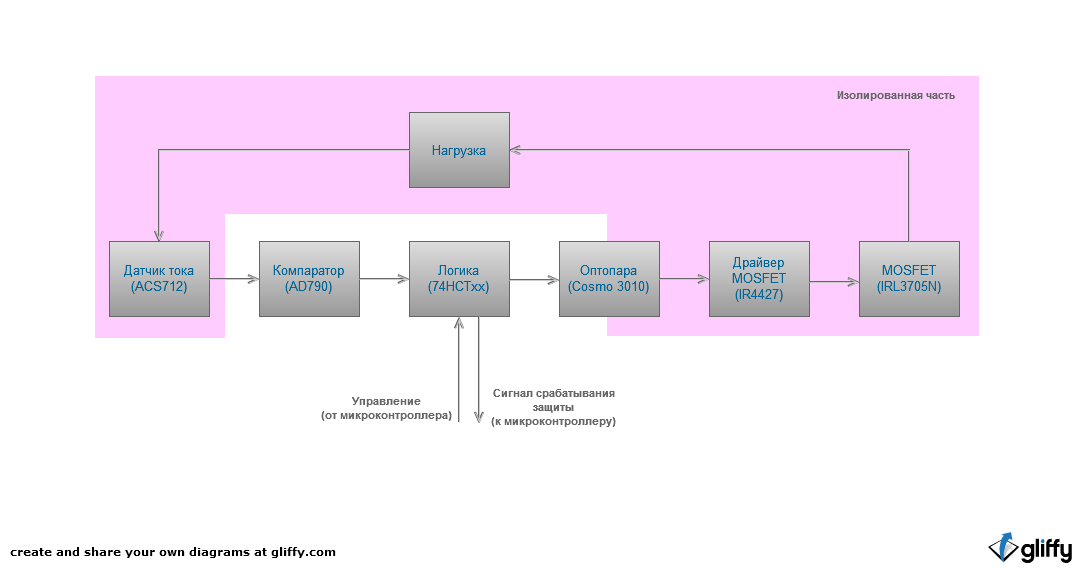 Изолированная часть
Нагрузка
Датчик тока
(ACS712)
Компаратор
(AD790)
Логика
(74HCTxx)
Оптопара
(Cosmo 3010)
Драйвер
MOSFET
(IR4427)
MOSFET
(IRL3705N)
Управление
(от микроконтроллера)
Сигнал срабатывания
защиты
(к микроконтроллеру)
create and share your own diagrams at gliffy.com
gliffy